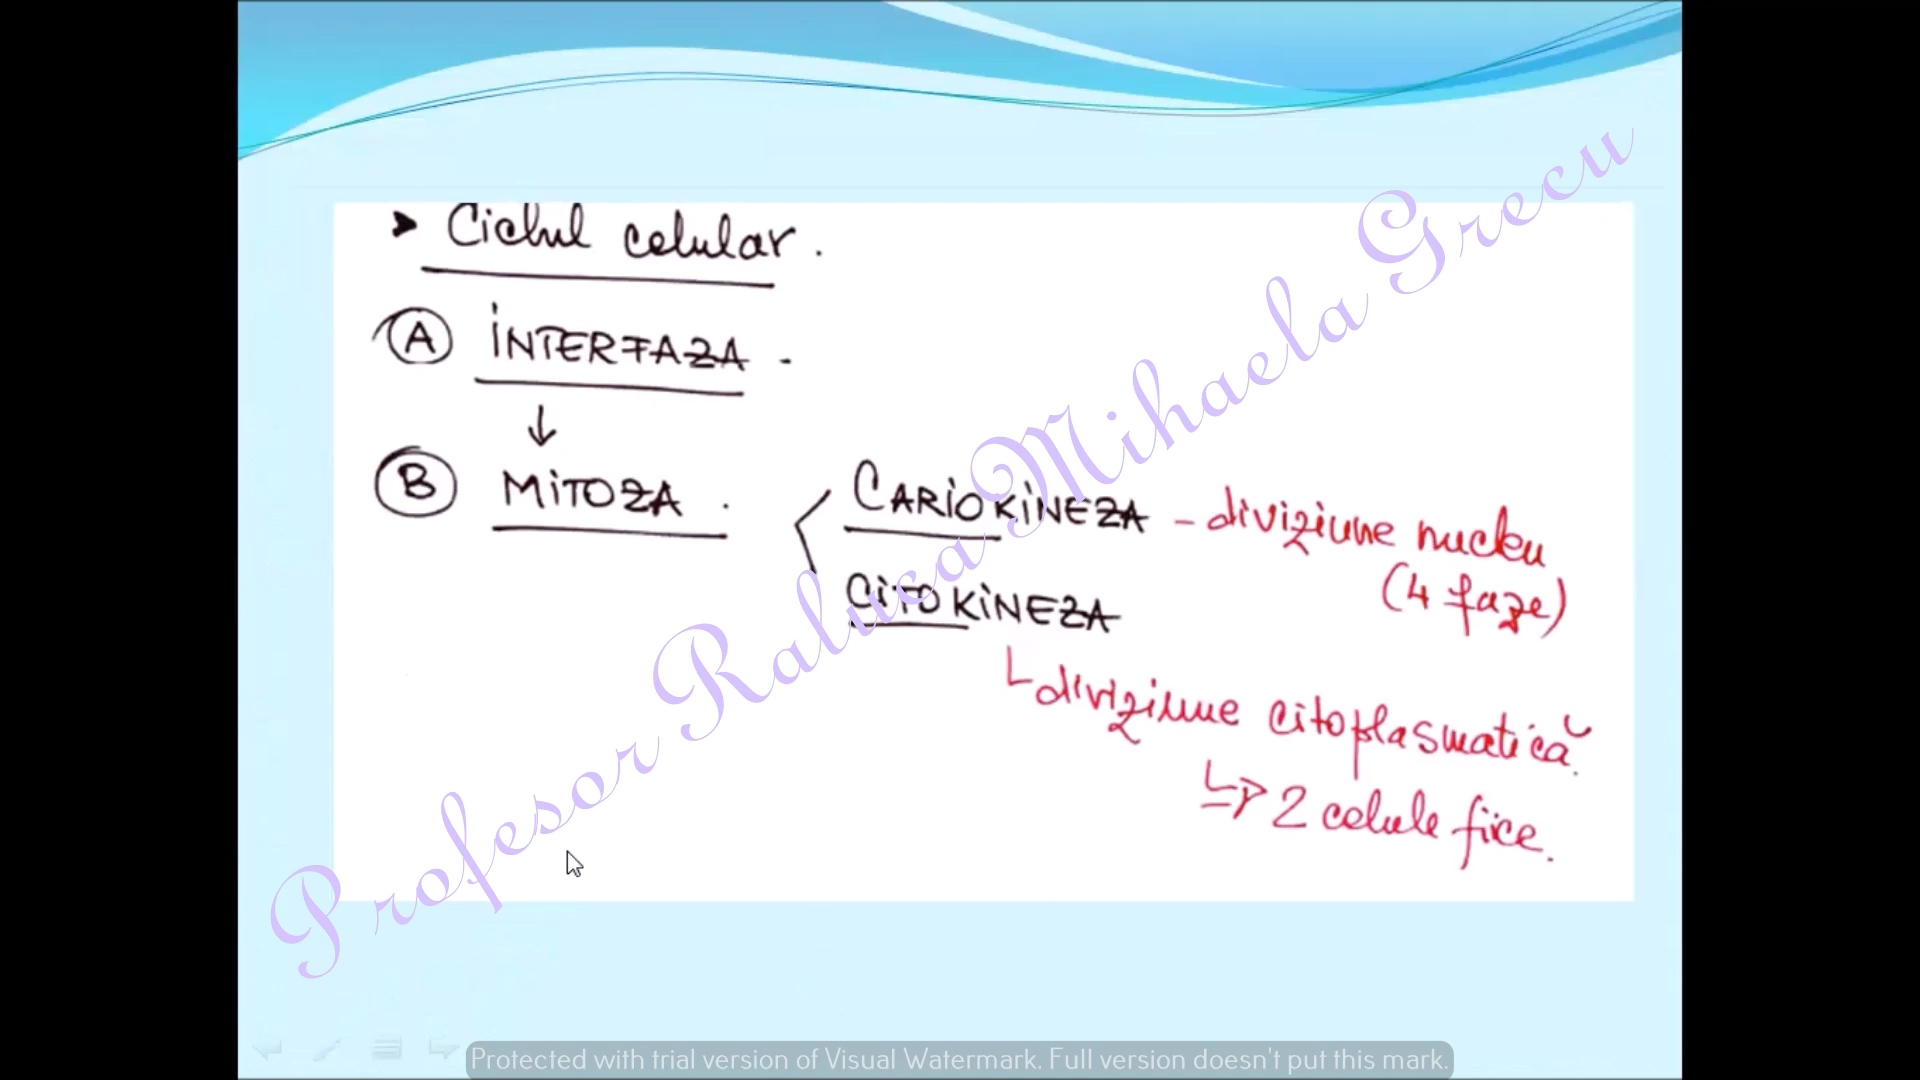 ➤ Ciclul celular.
A INTERFAZA.
↓
B MITOZA.
CARIOKINEZA - diviziune nucleu
(4 faze)
CITOKINEZA
diviziune citoplasmatică.
2 celule fiice.
Profesor Raluca Mihaela Grecu
Protected with trial version of Visual Watermark. Full version doesn't put this mark.